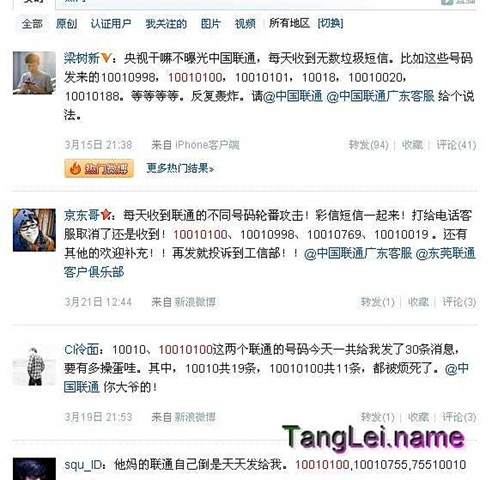 全部 原创 认证用户 我关注的 图片 视频 所有地区 [切换]
梁树新：央视干嘛不曝光中国联通，每天收到无数垃圾短信。比如这些号码
发来的10010998，10010100，10010101，10018，10010020，
10010188。等等等等。反复轰炸。请@中国联通 @中国联通广东客服 给个说
法。
3月15日 21:38 来自 iPhone客户端 转发(94) | 收藏 | 评论(41)
热门微博 更多热门结果»
京东哥：每天收到联通的不同号码轮番攻击！彩信短信一起来！打给电话客
服取消了还是收到！10010100、10010998、10010769、10010019 。还有
其他的欢迎补充！！再发就投诉到工信部！！@中国联通广东客服 @东莞联通
客户俱乐部
3月21日 12:44 来自 新浪微博 转发(1) | 收藏 | 评论(3)
CI冷面：10010、10010100这两个联通的号码今天一共给我发了30条消息，
要有多操蛋哇。其中，10010共19条，10010100共11条，都被烦死了。@中
国联通 你大爷的！
3月19日 21:53 来自 新浪微博 转发(1) | 收藏 | 评论(3)
TangLei.name
squ_ID：他妈的联通自己倒是天天发给我。10010100,10010755,75510010